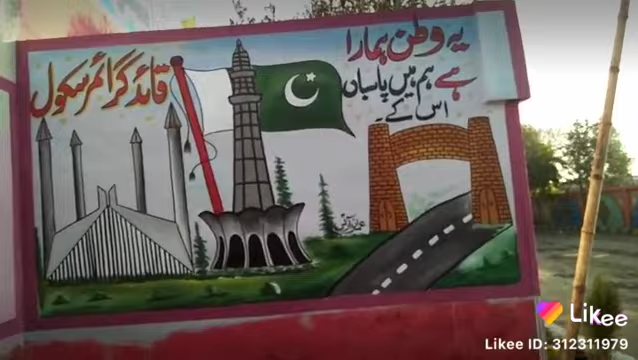 قائد گرائمر سکول
یہ وطن ہمارا
ہے ہم ہیں پاسباں
اس کے۔
Likee
Likee ID: 312311979